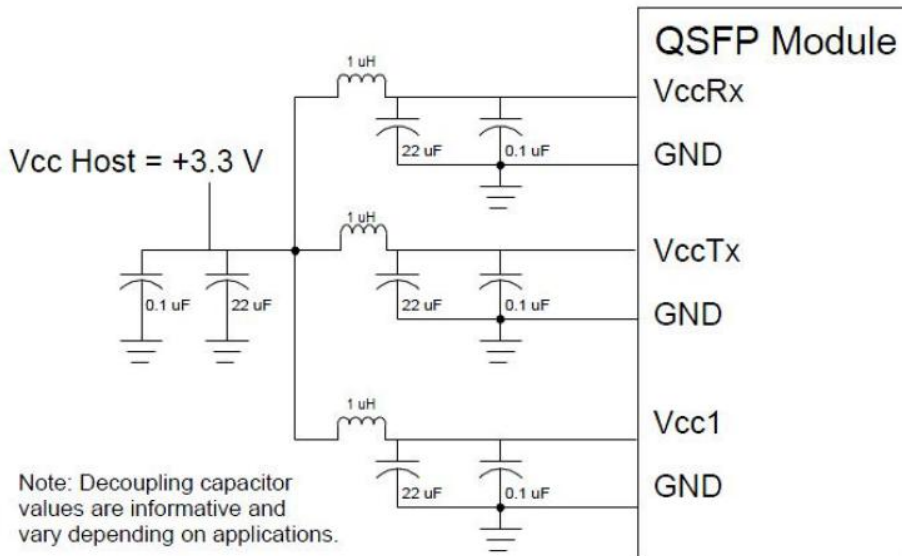 QSFP Module
1 uH
VccRx
22 uF
0.1 uF
GND
Vcc Host = +3.3 V
1 uH
VccTx
0.1 uF
22 uF
22 uF
0.1 uF
GND
1 uH
Vcc1
22 uF
0.1 uF
GND
Note: Decoupling capacitor
values are informative and
vary depending on applications.